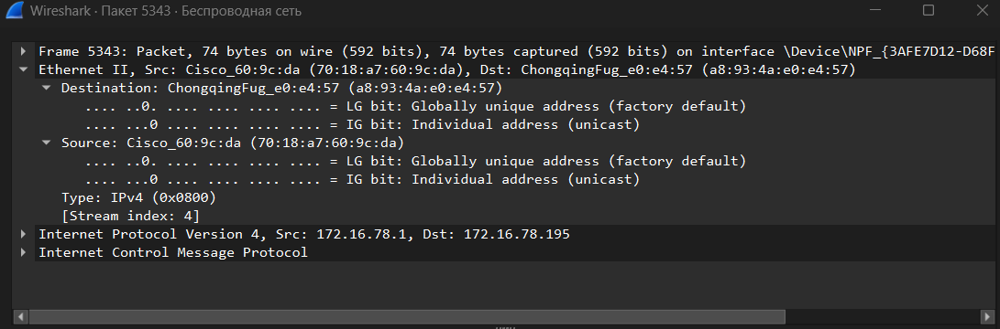 Wireshark · Пакет 5343 · Беспроводная сеть
Frame 5343: Packet, 74 bytes on wire (592 bits), 74 bytes captured (592 bits) on interface \Device\NPF_{3AFE7D12-D68F
Ethernet II, Src: Cisco_60:9c:da (70:18:a7:60:9c:da), Dst: ChongqingFug_e0:e4:57 (a8:93:4a:e0:e4:57)
Destination: ChongqingFug_e0:e4:57 (a8:93:4a:e0:e4:57)
.... ..0. .... .... .... .... = LG bit: Globally unique address (factory default)
.... ...0 .... .... .... .... = IG bit: Individual address (unicast)
Source: Cisco_60:9c:da (70:18:a7:60:9c:da)
.... ..0. .... .... .... .... = LG bit: Globally unique address (factory default)
.... ...0 .... .... .... .... = IG bit: Individual address (unicast)
Type: IPv4 (0x0800)
[Stream index: 4]
Internet Protocol Version 4, Src: 172.16.78.1, Dst: 172.16.78.195
Internet Control Message Protocol